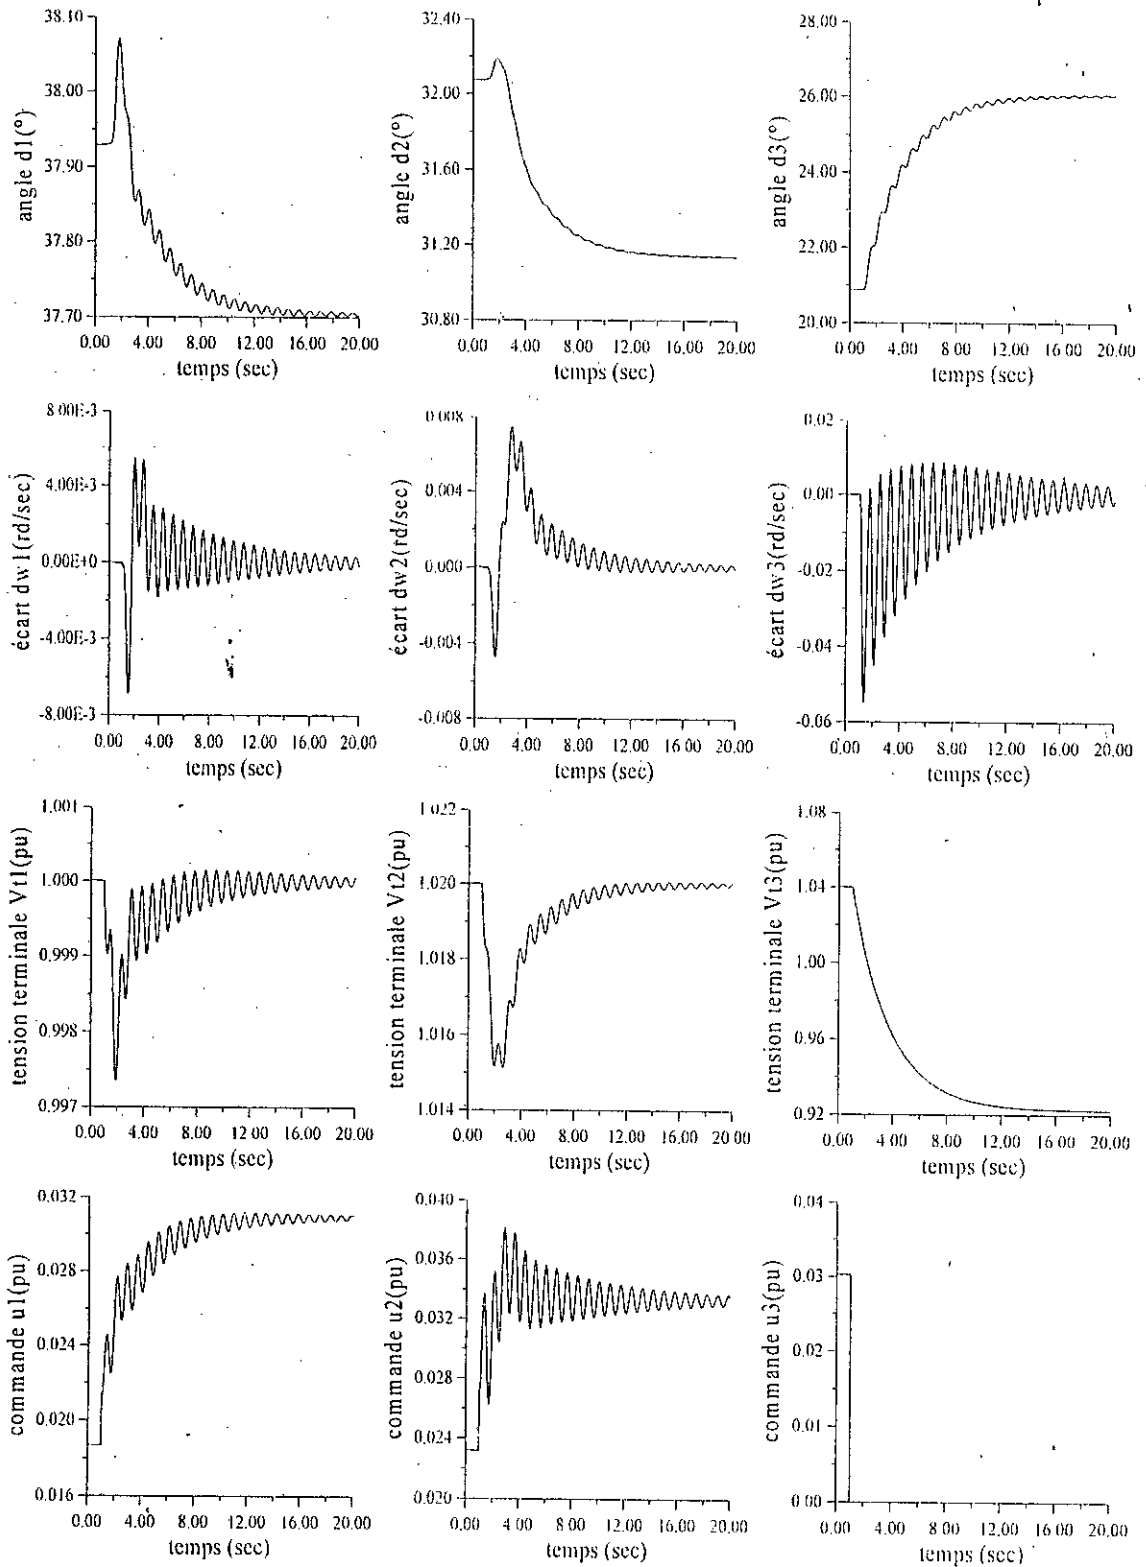 angle d1(°)
38.10
38.00
37.90
37.80
37.70
0.00 4.00 8.00 12.00 16.00 20.00
temps (sec)
angle d2(°)
32.40
32.00
31.60
31.20
30.80
0.00 4.00 8.00 12.00 16.00 20.00
temps (sec)
angle d3(°)
28.00
26.00
24.00
22.00
20.00
0.00 4.00 8.00 12.00 16.00 20.00
temps (sec)
écart dw1(rd/sec)
8.00E-3
4.00E-3
0.00E+0
-4.00E-3
-8.00E-3
0.00 4.00 8.00 12.00 16.00 20.00
temps (sec)
écart dw2(rd/sec)
0.008
0.004
0.000
-0.004
-0.008
0.00 4.00 8.00 12.00 16.00 20.00
temps (sec)
écart dw3(rd/sec)
0.02
0.00
-0.02
-0.04
-0.06
0.00 4.00 8.00 12.00 16.00 20.00
temps (sec)
tension terminale Vt1(pu)
1.001
1.000
0.999
0.998
0.997
0.00 4.00 8.00 12.00 16.00 20.00
temps (sec)
tension terminale Vt2(pu)
1.022
1.020
1.018
1.016
1.014
0.00 4.00 8.00 12.00 16.00 20.00
temps (sec)
tension terminale Vt3(pu)
1.08
1.04
1.00
0.96
0.92
0.00 4.00 8.00 12.00 16.00 20.00
temps (sec)
commande u1(pu)
0.032
0.028
0.024
0.020
0.016
0.00 4.00 8.00 12.00 16.00 20.00
temps (sec)
commande u2(pu)
0.040
0.036
0.032
0.028
0.024
0.020
0.00 4.00 8.00 12.00 16.00 20.00
temps (sec)
commande u3(pu)
0.04
0.03
0.02
0.01
0.00
0.00 4.00 8.00 12.00 16.00 20.00
temps (sec)